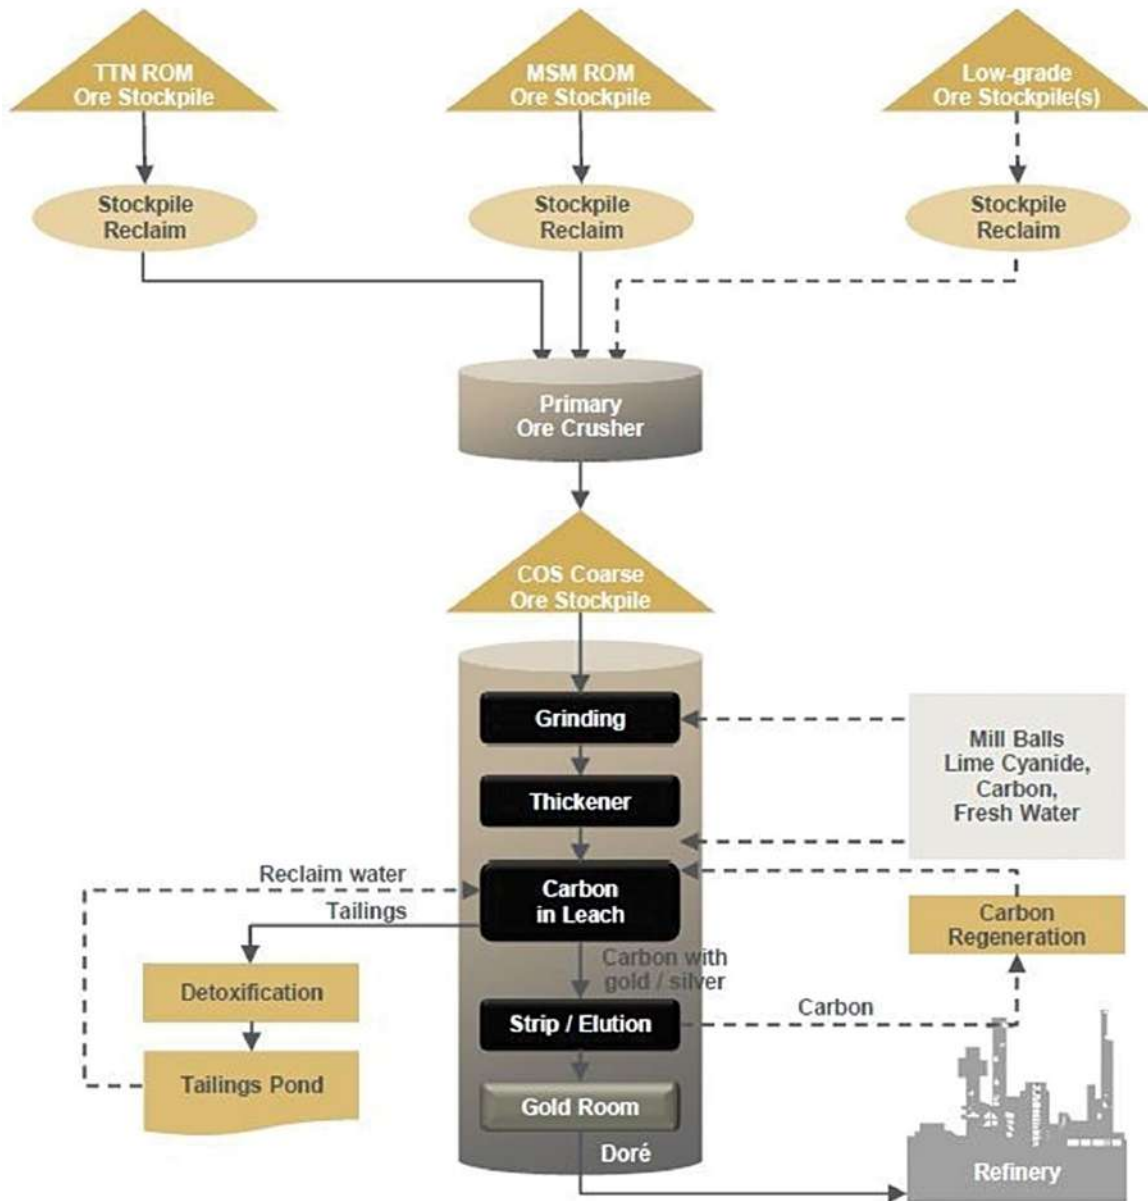 TTN ROM
Ore Stockpile
MSM ROM
Ore Stockpile
Low-grade
Ore Stockpile(s)
Stockpile
Reclaim
Stockpile
Reclaim
Stockpile
Reclaim
Primary
Ore Crusher
COS Coarse
Ore Stockpile
Grinding
Mill Balls
Lime Cyanide,
Carbon,
Fresh Water
Thickener
Reclaim water
Carbon
in Leach
Tailings
Carbon
Regeneration
Carbon with
gold / silver
Detoxification
Strip / Elution
Carbon
Tailings Pond
Gold Room
Doré
Refinery